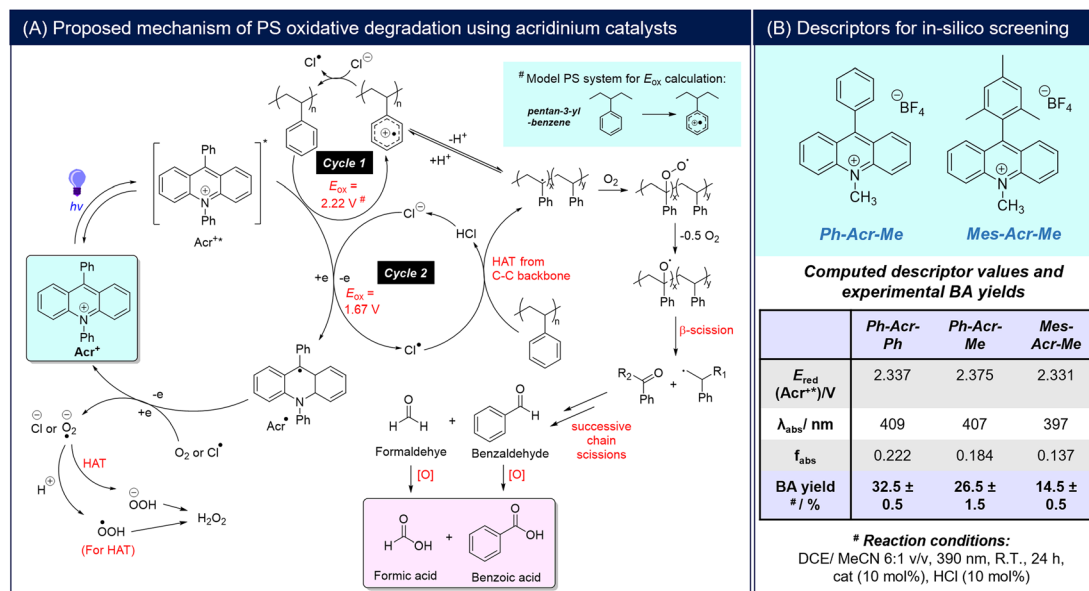 (A) Proposed mechanism of PS oxidative degradation using acridinium catalysts
Cl•
Cl⊖
n
n
# Model PS system for Eox calculation:
pentan-3-yl
-benzene
⊕•
⊕•
Cycle 1
Eox =
2.22 V #
-H+
+H+
*
Ph
N
⊕
Ph
Acr+*
hv
x
y
Ph
O2
O-O•
x
y
Ph
Ph
-0.5 O2
O•
x
y
Ph
Ph
Cl⊖
HCl
+e
-e
Cycle 2
Eox =
1.67 V
HAT from
C-C backbone
n
Cl•
Ph
N
⊕
Ph
Acr+
β-scission
R2
O
Ph
+
R1
Ph
successive
chain
scissions
Ph
N
Ph
Acr•
-e
+e
O2 or Cl•
⊖
Cl or O2
⊖
•
HAT
H⊕
⊖
OOH
•
OOH
(For HAT)
H2O2
O
H
H
+
O
H
Formaldehye
Benzaldehyde
[O]
[O]
O
H
OH
+
O
OH
Formic acid
Benzoic acid
(B) Descriptors for in-silico screening
⊖
BF4
N
⊕
CH3
Ph-Acr-Me
⊖
BF4
N
⊕
CH3
Mes-Acr-Me
Computed descriptor values and
experimental BA yields
Ph-Acr-Ph Ph-Acr-Me Mes-Acr-Me
Ered (Acr+*)/V 2.337 2.375 2.331
λabs/ nm 409 407 397
fabs 0.222 0.184 0.137
BA yield #/ % 32.5 ± 0.5 26.5 ± 1.5 14.5 ± 0.5
# Reaction conditions:
DCE/ MeCN 6:1 v/v, 390 nm, R.T., 24 h,
cat (10 mol%), HCl (10 mol%)